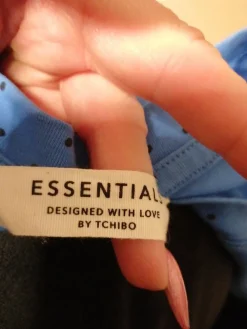 ESSENTIAL
DESIGNED WITH LOVE
BY TCHIBO